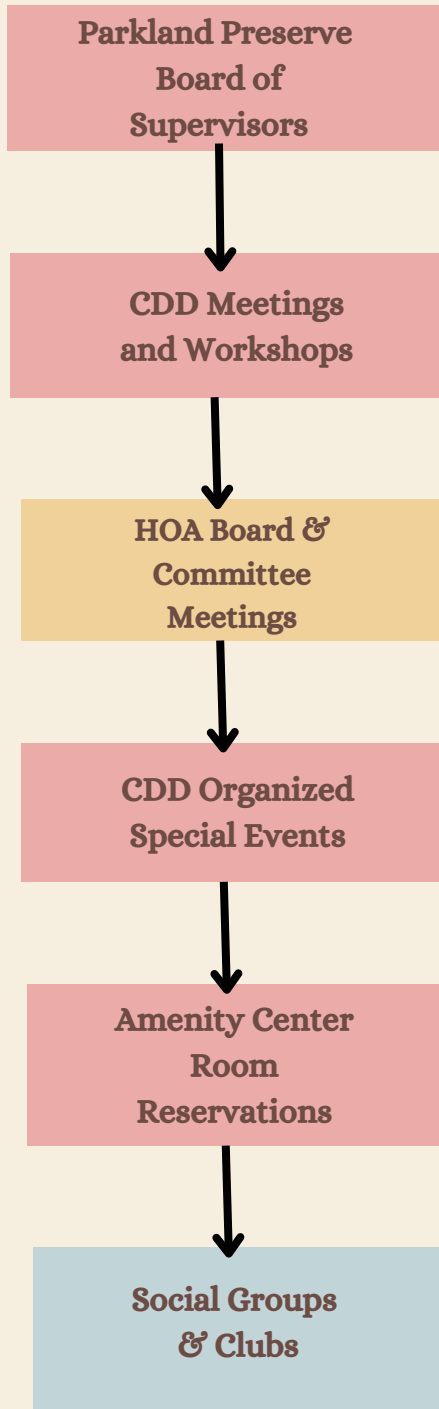 Parkland Preserve
Board of
Supervisors
CDD Meetings
and Workshops
HOA Board &
Committee
Meetings
CDD Organized
Special Events
Amenity Center
Room
Reservations
Social Groups
& Clubs